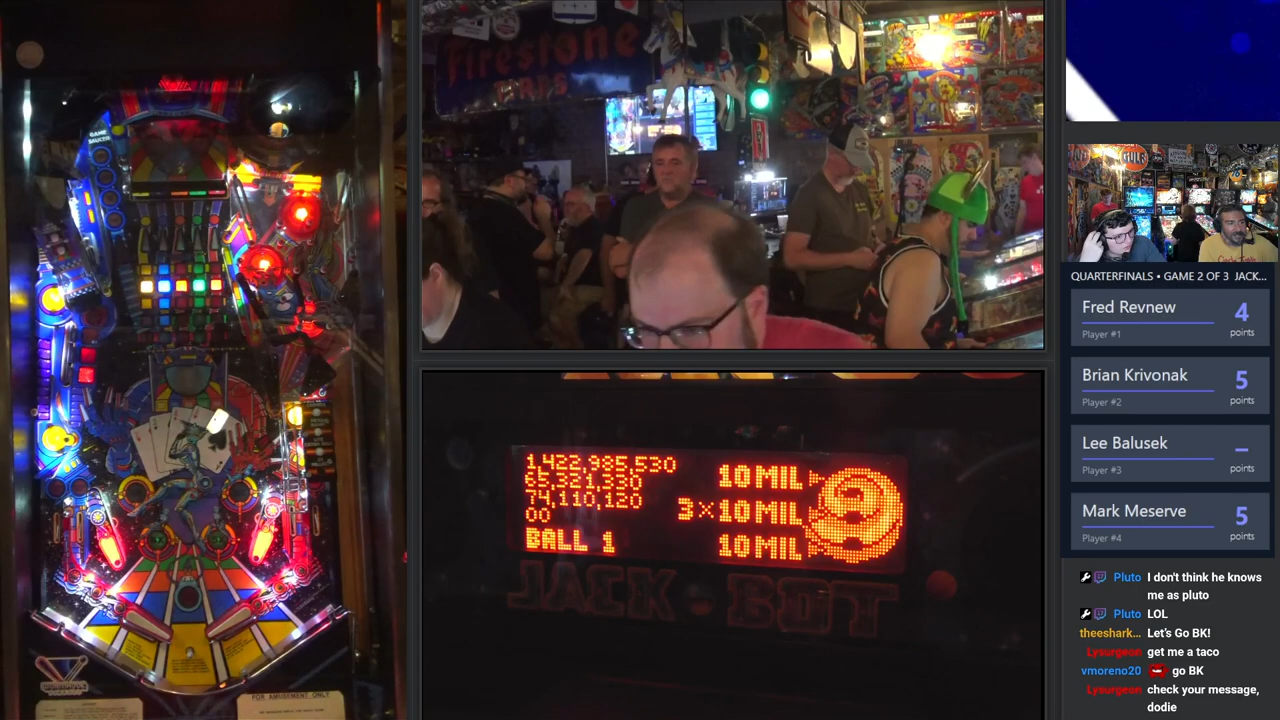 Firestone
FOR AMUSEMENT ONLY
1,422,985,530
65,321,330
74,110,120
00
BALL 1
10 MIL
3×10 MIL
10 MIL
JACK BOT
GULF
QUARTERFINALS • GAME 2 OF 3 JACK...
Fred Revnew
4
points
Player #1
Brian Krivonak
5
points
Player #2
Lee Balusek
–
points
Player #3
Mark Meserve
5
points
Player #4
Pluto I don't think he knows
me as pluto
Pluto LOL
theeshark... Let's Go BK!
Lysurgeon get me a taco
vmoreno20 go BK
Lysurgeon check your message,
dodie